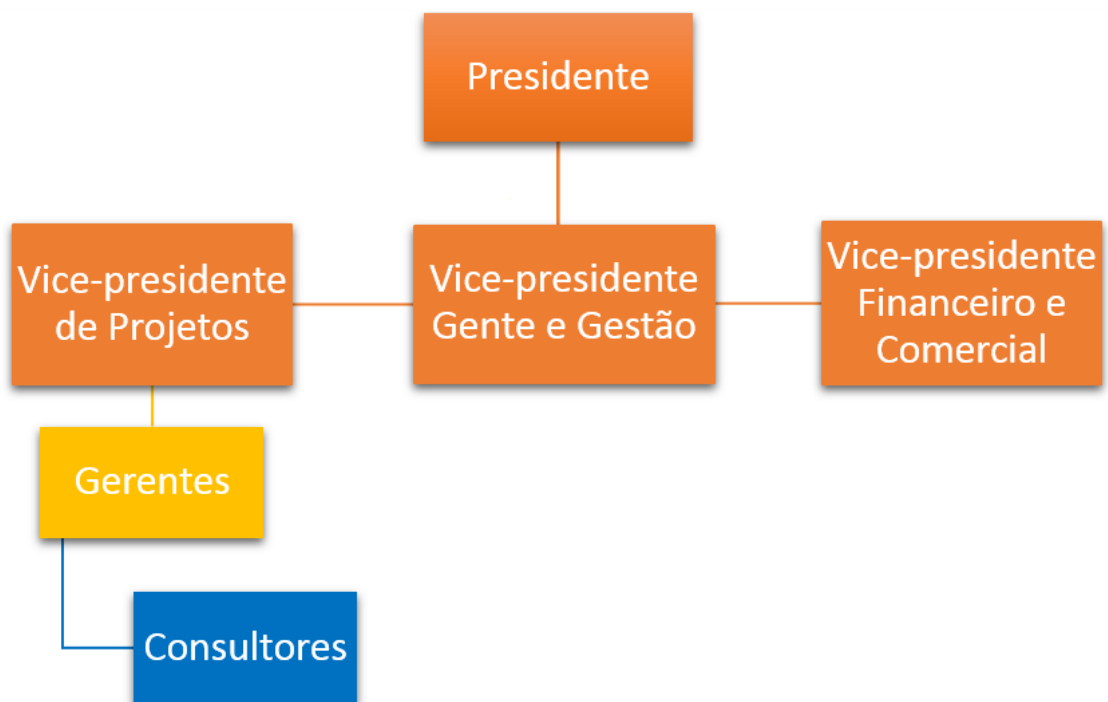 Presidente
Vice-presidente
de Projetos
Vice-presidente
Gente e Gestão
Vice-presidente
Financeiro e
Comercial
Gerentes
Consultores